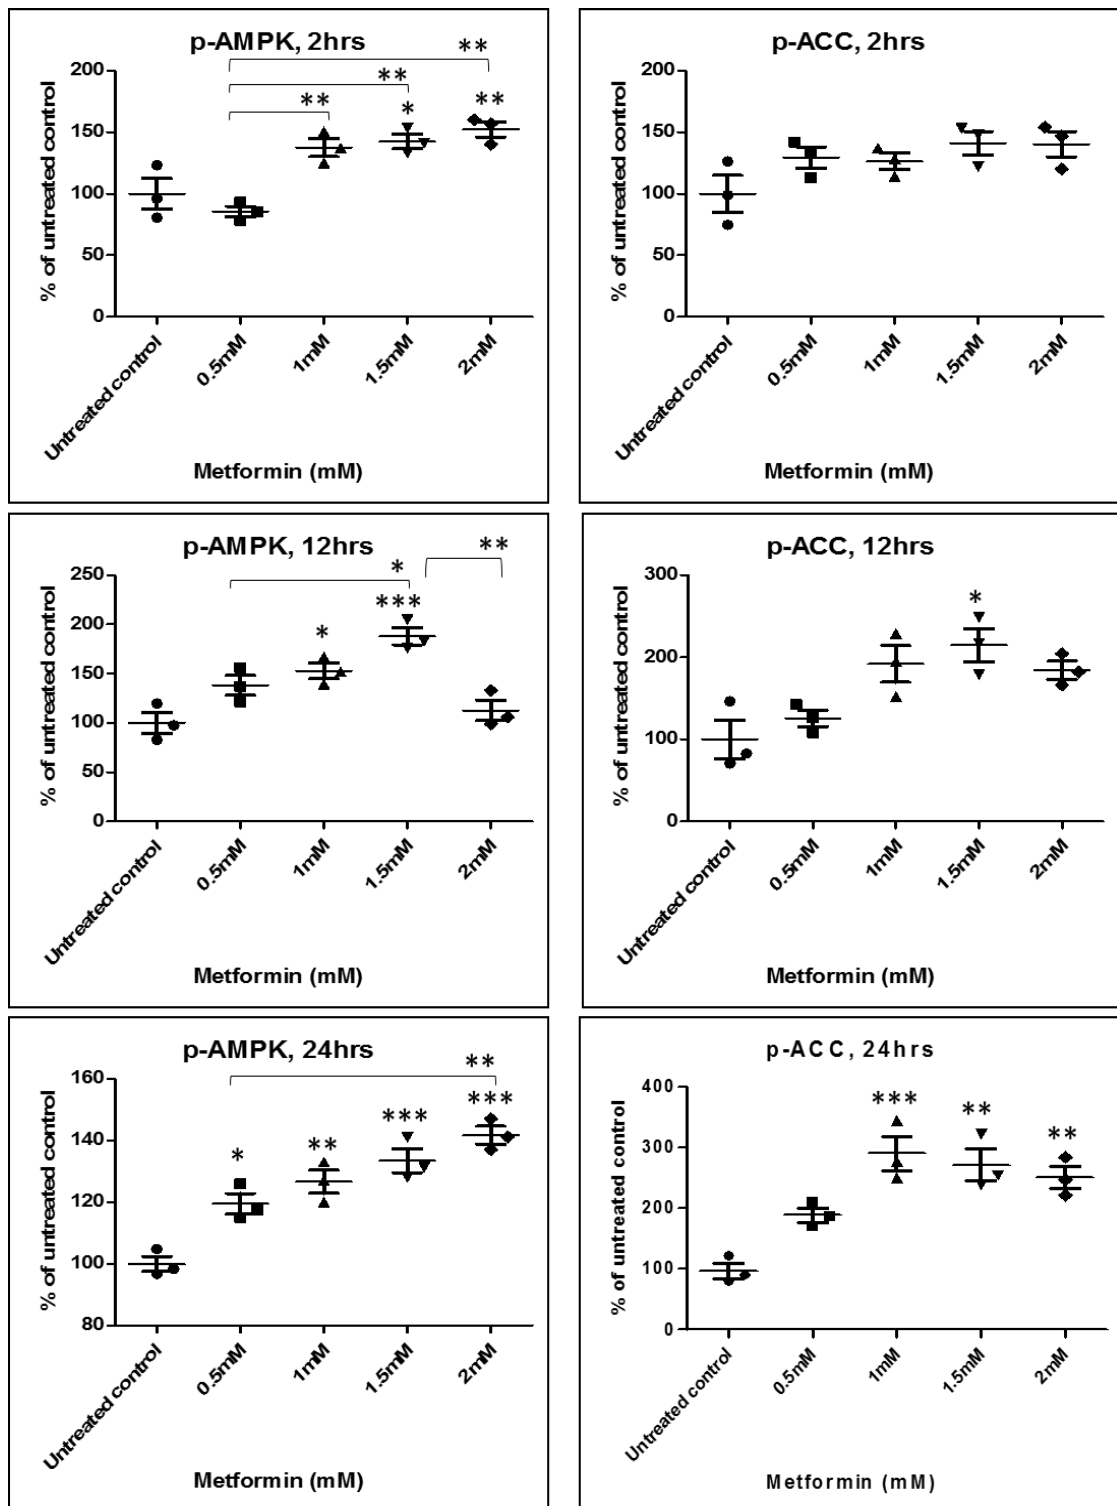 p-AMPK, 2hrs
% of untreated control
200
150
100
50
0
**
**
**
*
**
Untreated control
0.5mM
1mM
1.5mM
2mM
Metformin (mM)
p-ACC, 2hrs
% of untreated control
200
150
100
50
0
Untreated control
0.5mM
1mM
1.5mM
2mM
Metformin (mM)
p-AMPK, 12hrs
% of untreated control
250
200
150
100
50
0
**
*
***
*
Untreated control
0.5mM
1mM
1.5mM
2mM
Metformin (mM)
p-ACC, 12hrs
% of untreated control
300
200
100
0
*
Untreated control
0.5mM
1mM
1.5mM
2mM
Metformin (mM)
p-AMPK, 24hrs
% of untreated control
160
140
120
100
80
**
*
**
***
***
Untreated control
0.5mM
1mM
1.5mM
2mM
Metformin (mM)
p-ACC, 24hrs
% of untreated control
400
300
200
100
0
***
**
**
Untreated control
0.5mM
1mM
1.5mM
2mM
Metformin (mM)